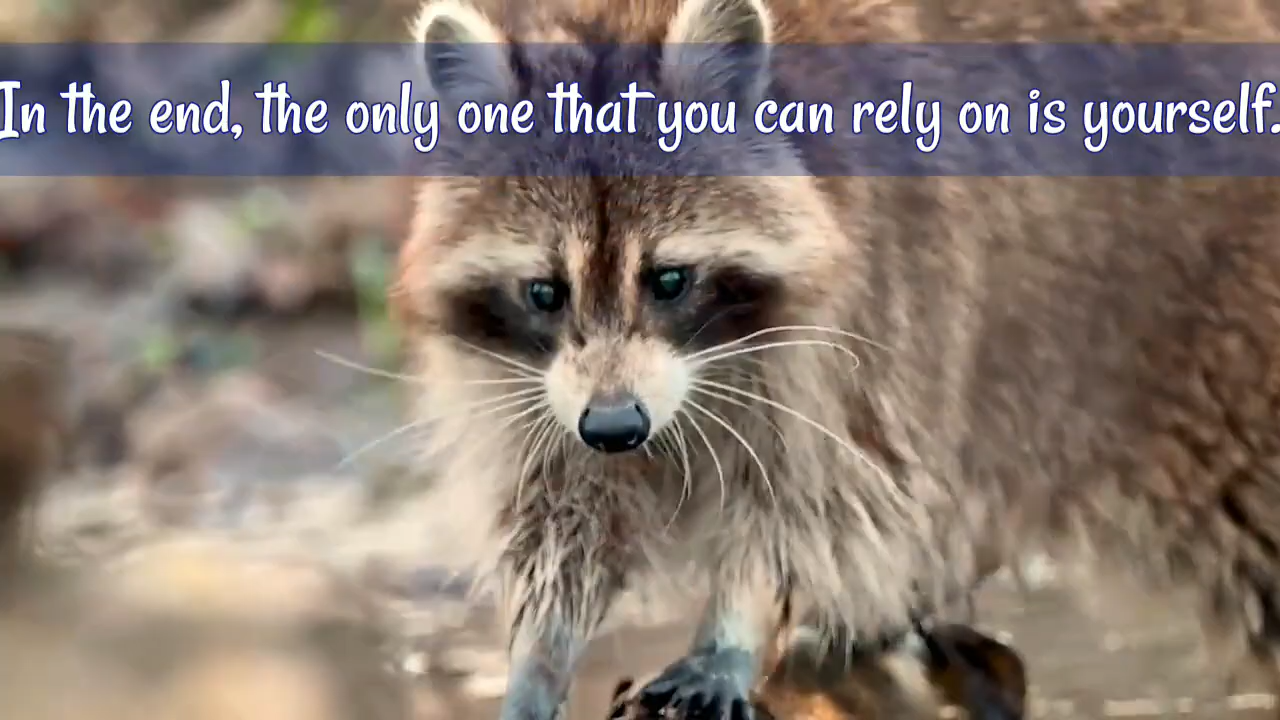 In the end, the only one that you can rely on is yourself.